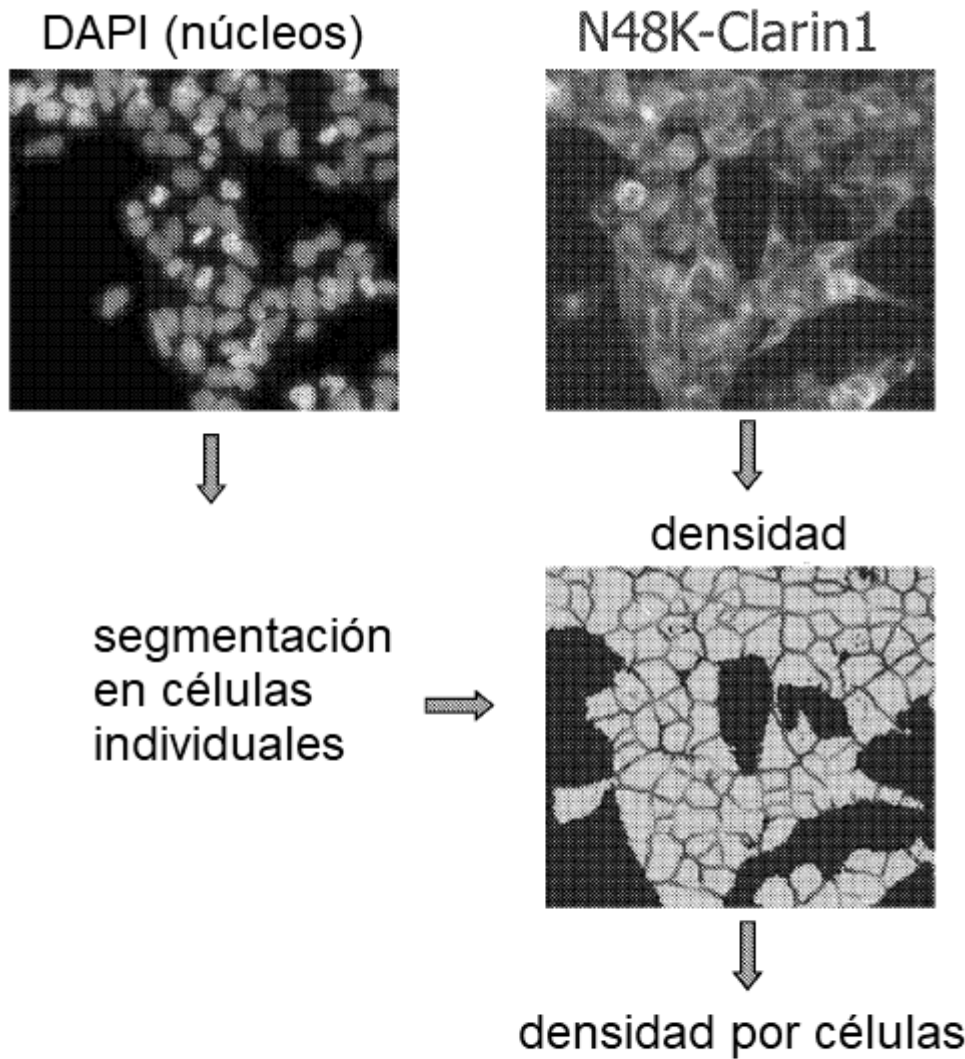 DAPI (núcleos)
N48K-Clarin1
densidad
segmentación
en células
individuales
densidad por células